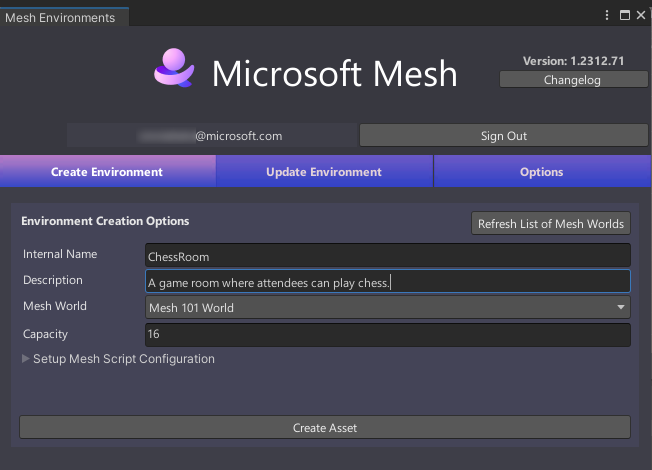 Mesh Environments
Microsoft Mesh
Version: 1.2312.71
Changelog
@microsoft.com
Sign Out
Create Environment
Update Environment
Options
Environment Creation Options
Refresh List of Mesh Worlds
Internal Name
ChessRoom
Description
A game room where attendees can play chess.
Mesh World
Mesh 101 World
Capacity
16
Setup Mesh Script Configuration
Create Asset